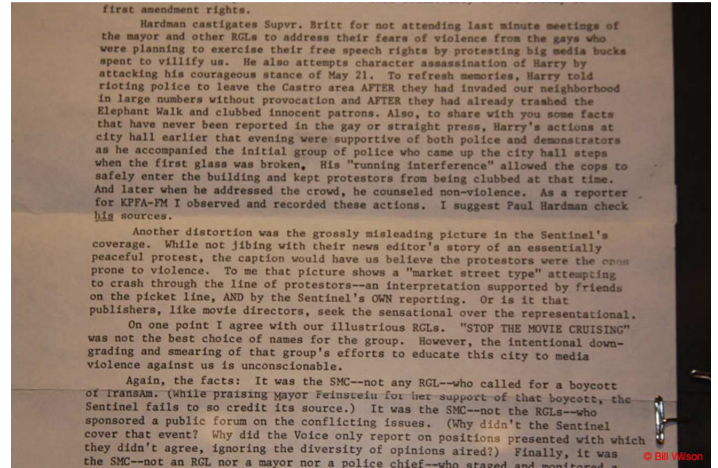 first amendment rights.
Hardman castigates Supvr. Britt for not attending last minute meetings of
the mayor and other RGLs to address their fears of violence from the gays who
were planning to exercise their free speech rights by protesting big media bucks
spent to villify us. He also attempts character assassination of Harry by
attacking his courageous stance of May 21. To refresh memories, Harry told
rioting police to leave the Castro area AFTER they had invaded our neighborhood
in large numbers without provocation and AFTER they had already trashed the
Elephant Walk and clubbed innocent patrons. Also, to share with you some facts
that have never been reported in the gay or straight press, Harry's actions at
city hall earlier that evening were supportive of both police and demonstrators
as he accompanied the initial group of police who came up the city hall steps
when the first glass was broken. His "running interference" allowed the cops to
safely enter the building and kept protestors from being clubbed at that time.
And later when he addressed the crowd, he counseled non-violence. As a reporter
for KPFA-FM I observed and recorded these actions. I suggest Paul Hardman check
his sources.
Another distortion was the grossly misleading picture in the Sentinel's
coverage. While not jibing with their news editor's story of an essentially
peaceful protest, the caption would have us believe the protestors were the ones
prone to violence. To me that picture shows a "market street type" attempting
to crash through the line of protestors--an interpretation supported by friends
on the picket line, AND by the Sentinel's OWN reporting. Or is it that
publishers, like movie directors, seek the sensational over the representational.
On one point I agree with our illustrious RGLs. "STOP THE MOVIE CRUISING"
was not the best choice of names for the group. However, the intentional down-
grading and smearing of that group's efforts to educate this city to media
violence against us is unconscionable.
Again, the facts: It was the SMC--not any RGL--who called for a boycott
of TransAm. (While praising Mayor Feinstein for her support of that boycott, the
Sentinel fails to so credit its source.) It was the SMC--not the RGLs--who
sponsored a public forum on the conflicting issues. (Why didn't the Sentinel
cover that event? Why did the Voice only report on positions presented with which
they didn't agree, ignoring the diversity of opinions aired?) Finally, it was
the SMC--not an RGL nor a mayor nor a police chief--who staged and monitored a
© Bill Wilson